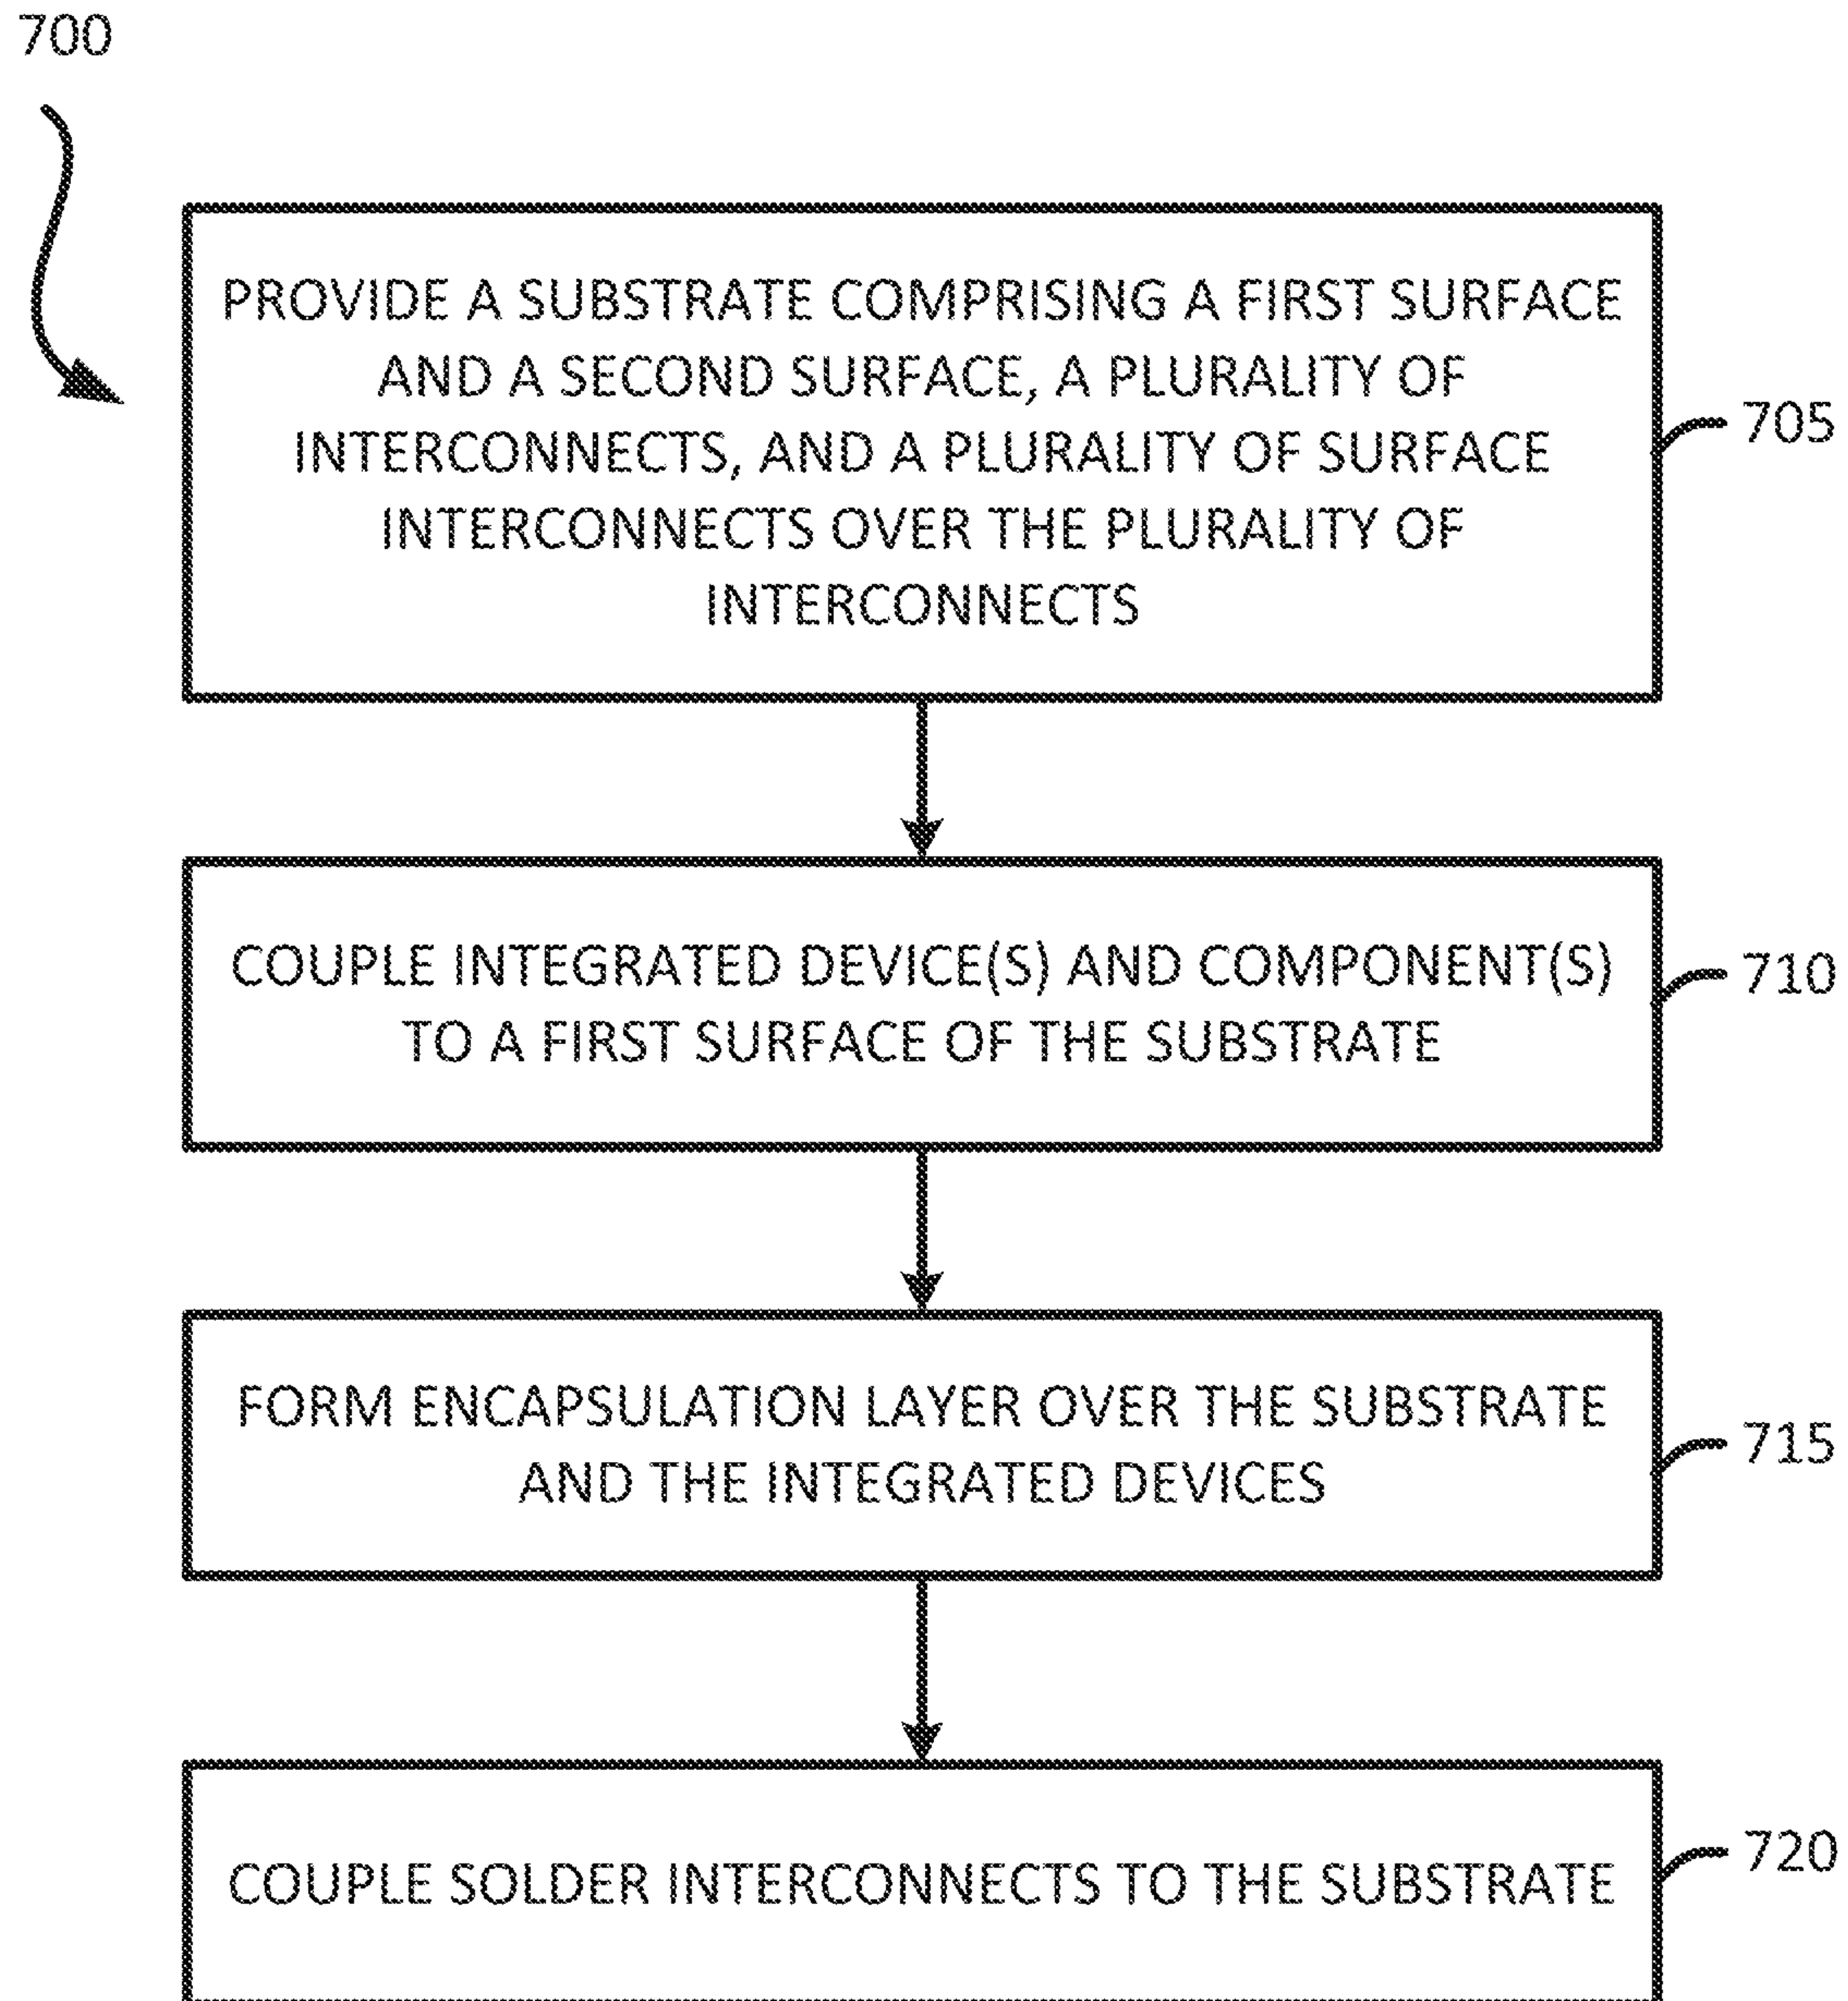 700
PROVIDE A SUBSTRATE COMPRISING A FIRST SURFACE
AND A SECOND SURFACE, A PLURALITY OF
INTERCONNECTS, AND A PLURALITY OF SURFACE
INTERCONNECTS OVER THE PLURALITY OF
INTERCONNECTS
705
COUPLE INTEGRATED DEVICE(S) AND COMPONENT(S)
TO A FIRST SURFACE OF THE SUBSTRATE
710
FORM ENCAPSULATION LAYER OVER THE SUBSTRATE
AND THE INTEGRATED DEVICES
715
COUPLE SOLDER INTERCONNECTS TO THE SUBSTRATE
720